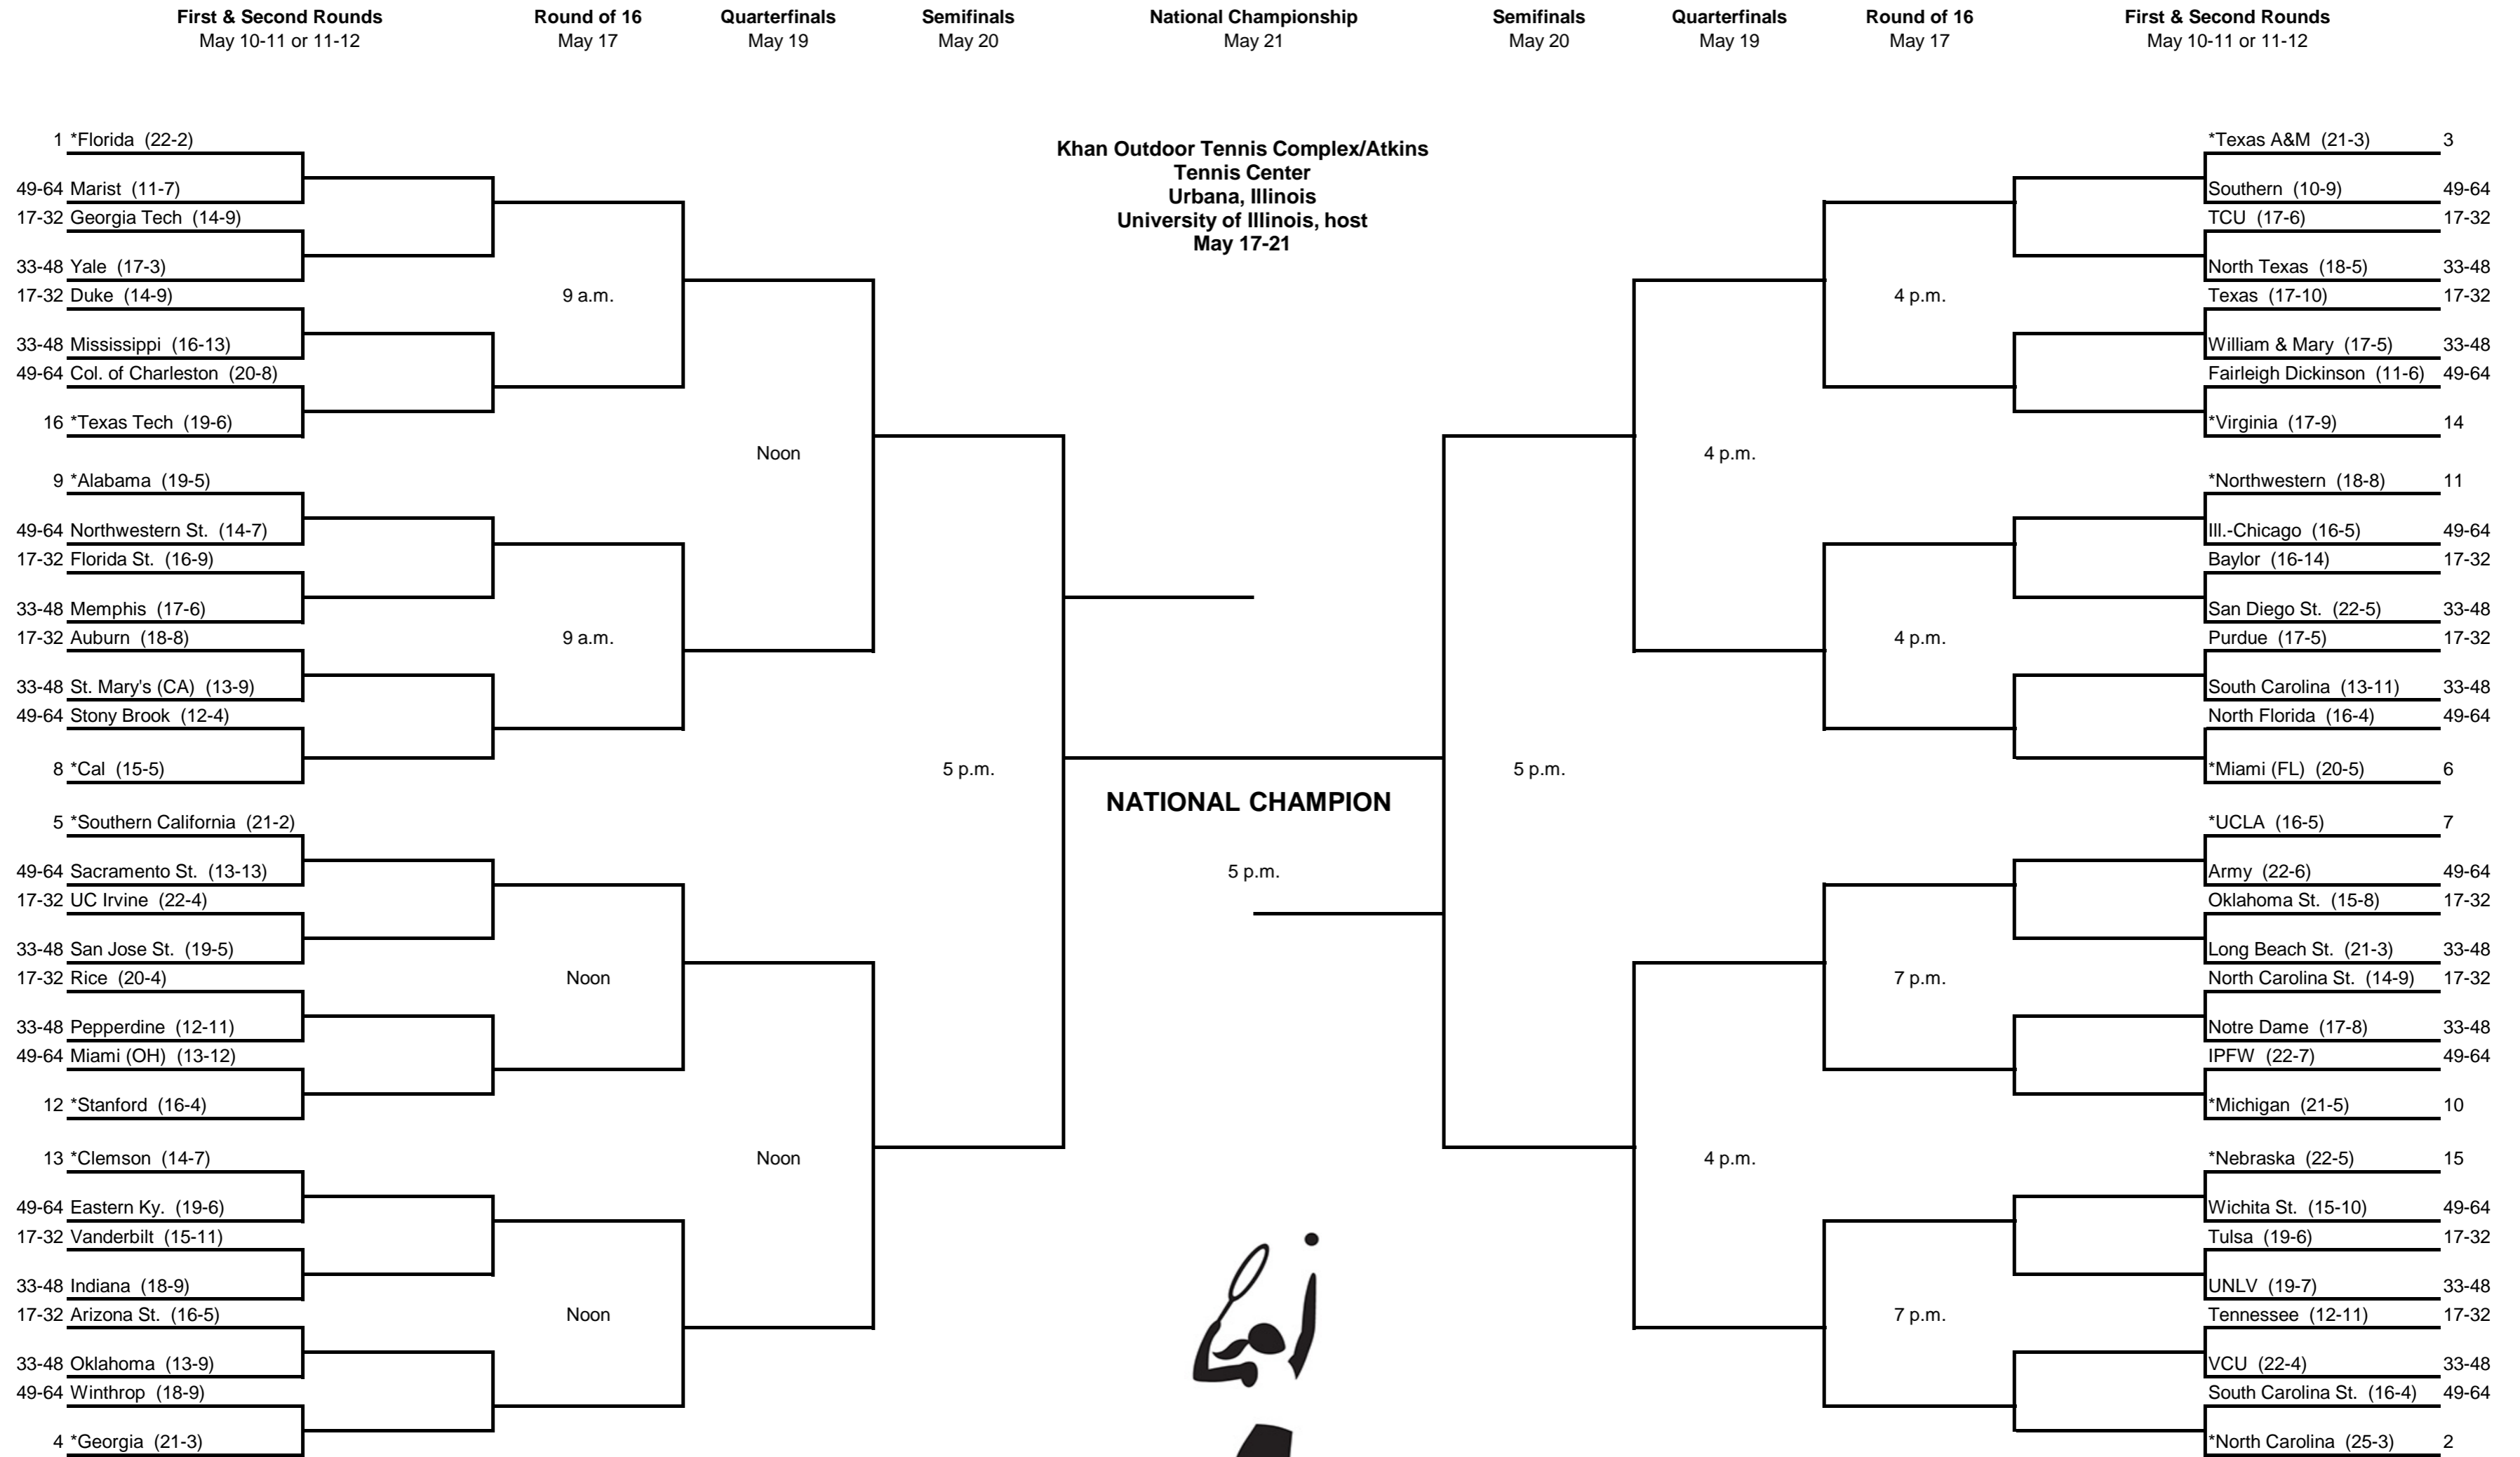 First & Second Rounds
May 10-11 or 11-12
Round of 16
May 17
Quarterfinals
May 19
Semifinals
May 20
National Championship
May 21
Semifinals
May 20
Quarterfinals
May 19
Round of 16
May 17
First & Second Rounds
May 10-11 or 11-12
1 *Florida (22-2)
49-64 Marist (11-7)
17-32 Georgia Tech (14-9)
33-48 Yale (17-3)
17-32 Duke (14-9)
33-48 Mississippi (16-13)
49-64 Col. of Charleston (20-8)
16 *Texas Tech (19-6)
9 *Alabama (19-5)
49-64 Northwestern St. (14-7)
17-32 Florida St. (16-9)
33-48 Memphis (17-6)
17-32 Auburn (18-8)
33-48 St. Mary's (CA) (13-9)
49-64 Stony Brook (12-4)
8 *Cal (15-5)
5 *Southern California (21-2)
49-64 Sacramento St. (13-13)
17-32 UC Irvine (22-4)
33-48 San Jose St. (19-5)
17-32 Rice (20-4)
33-48 Pepperdine (12-11)
49-64 Miami (OH) (13-12)
12 *Stanford (16-4)
13 *Clemson (14-7)
49-64 Eastern Ky. (19-6)
17-32 Vanderbilt (15-11)
33-48 Indiana (18-9)
17-32 Arizona St. (16-5)
33-48 Oklahoma (13-9)
49-64 Winthrop (18-9)
4 *Georgia (21-3)
9 a.m.
9 a.m.
Noon
Noon
Noon
Noon
5 p.m.
Khan Outdoor Tennis Complex/Atkins
Tennis Center
Urbana, Illinois
University of Illinois, host
May 17-21
NATIONAL CHAMPION
5 p.m.
5 p.m.
4 p.m.
4 p.m.
4 p.m.
4 p.m.
7 p.m.
7 p.m.
*Texas A&M (21-3) 3
Southern (10-9) 49-64
TCU (17-6) 17-32
North Texas (18-5) 33-48
Texas (17-10) 17-32
William & Mary (17-5) 33-48
Fairleigh Dickinson (11-6) 49-64
*Virginia (17-9) 14
*Northwestern (18-8) 11
Ill.-Chicago (16-5) 49-64
Baylor (16-14) 17-32
San Diego St. (22-5) 33-48
Purdue (17-5) 17-32
South Carolina (13-11) 33-48
North Florida (16-4) 49-64
*Miami (FL) (20-5) 6
*UCLA (16-5) 7
Army (22-6) 49-64
Oklahoma St. (15-8) 17-32
Long Beach St. (21-3) 33-48
North Carolina St. (14-9) 17-32
Notre Dame (17-8) 33-48
IPFW (22-7) 49-64
*Michigan (21-5) 10
*Nebraska (22-5) 15
Wichita St. (15-10) 49-64
Tulsa (19-6) 17-32
UNLV (19-7) 33-48
Tennessee (12-11) 17-32
VCU (22-4) 33-48
South Carolina St. (16-4) 49-64
*North Carolina (25-3) 2